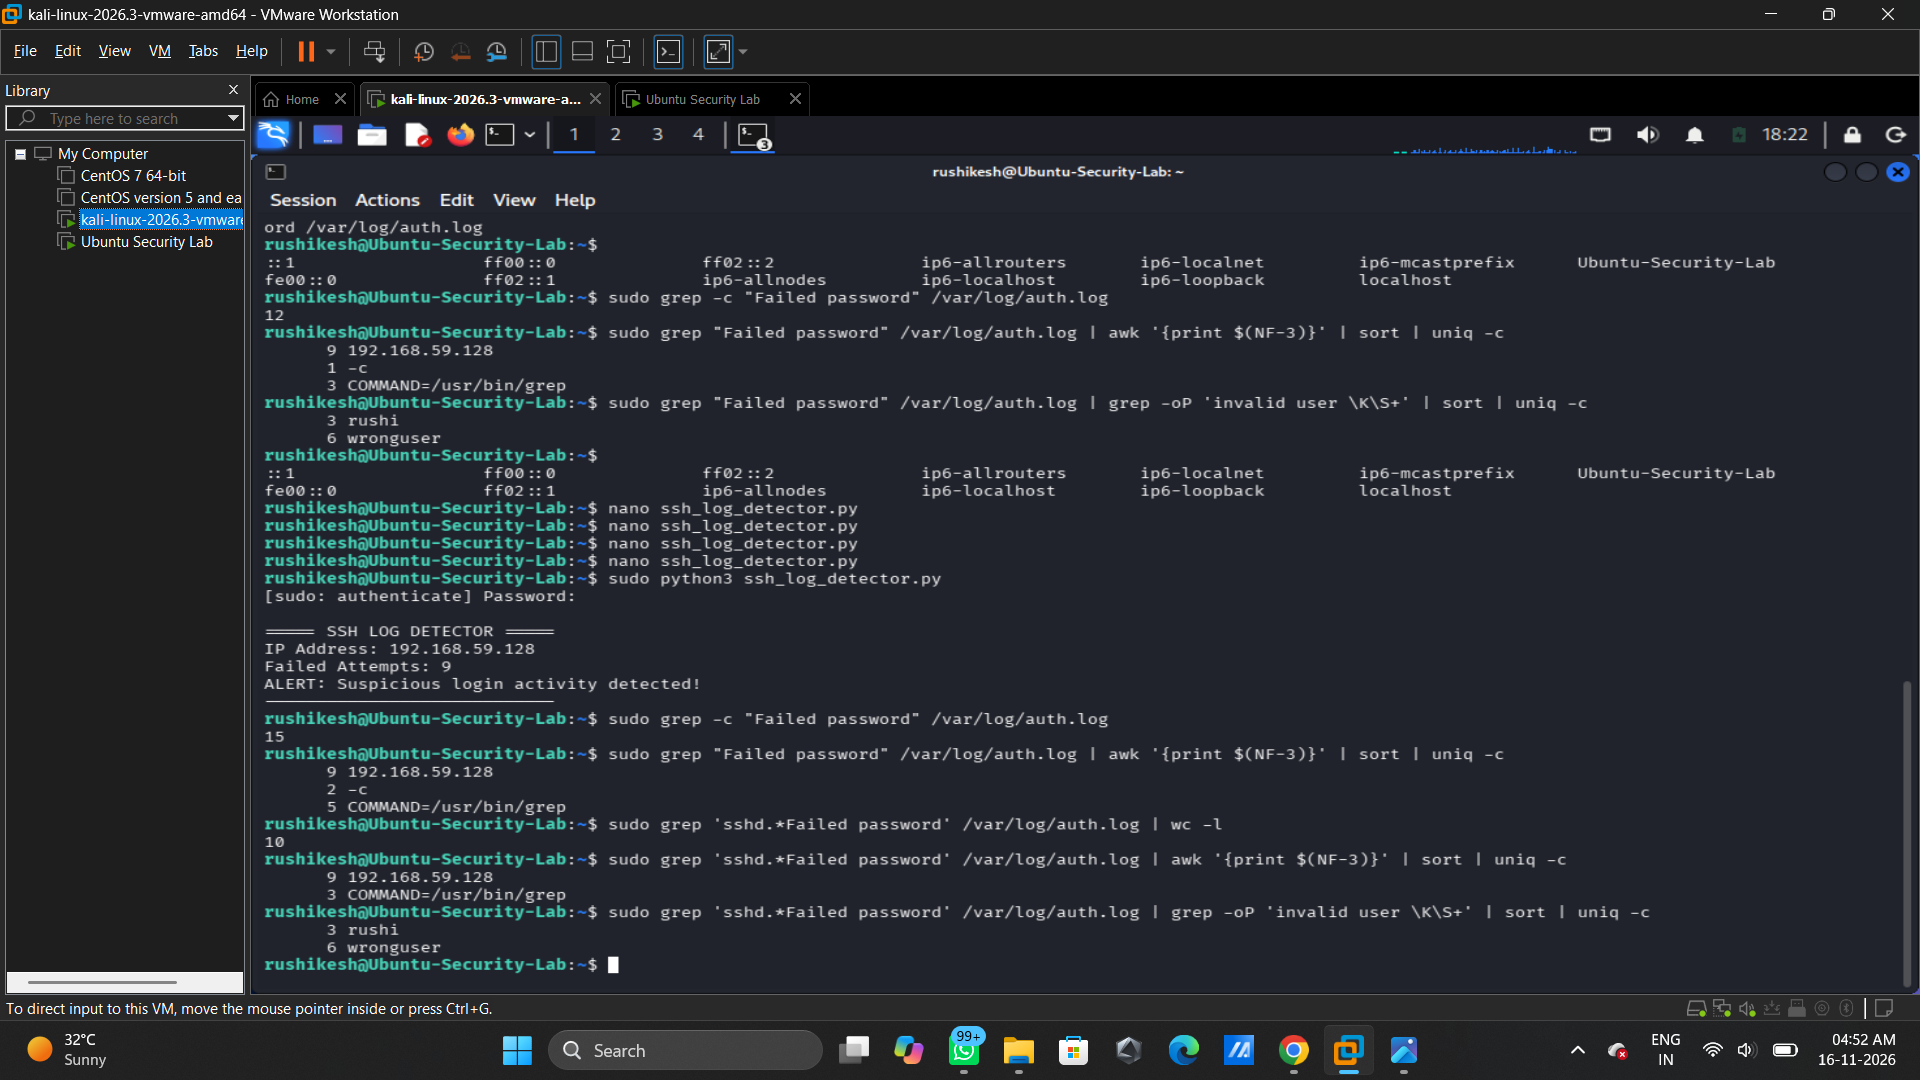 kali-linux-2026.3-vmware-amd64 - VMware Workstation
File Edit View VM Tabs Help
Library
Type here to search
My Computer
CentOS 7 64-bit
CentOS version 5 and ea
kali-linux-2026.3-vmware
Ubuntu Security Lab
Home
kali-linux-2026.3-vmware-a...
Ubuntu Security Lab
1 2 3 4
3
18:22
rushikesh@Ubuntu-Security-Lab: ~
Session Actions Edit View Help
ord /var/log/auth.log
rushikesh@Ubuntu-Security-Lab:~$
::1 ff00::0 ff02::2 ip6-allrouters ip6-localnet ip6-mcastprefix Ubuntu-Security-Lab
fe00::0 ff02::1 ip6-allnodes ip6-localhost ip6-loopback localhost
rushikesh@Ubuntu-Security-Lab:~$ sudo grep -c "Failed password" /var/log/auth.log
12
rushikesh@Ubuntu-Security-Lab:~$ sudo grep "Failed password" /var/log/auth.log | awk '{print $(NF-3)}' | sort | uniq -c
9 192.168.59.128
1 -c
3 COMMAND=/usr/bin/grep
rushikesh@Ubuntu-Security-Lab:~$ sudo grep "Failed password" /var/log/auth.log | grep -oP 'invalid user \K\S+' | sort | uniq -c
3 rushi
6 wronguser
rushikesh@Ubuntu-Security-Lab:~$
::1 ff00::0 ff02::2 ip6-allrouters ip6-localnet ip6-mcastprefix Ubuntu-Security-Lab
fe00::0 ff02::1 ip6-allnodes ip6-localhost ip6-loopback localhost
rushikesh@Ubuntu-Security-Lab:~$ nano ssh_log_detector.py
rushikesh@Ubuntu-Security-Lab:~$ nano ssh_log_detector.py
rushikesh@Ubuntu-Security-Lab:~$ nano ssh_log_detector.py
rushikesh@Ubuntu-Security-Lab:~$ nano ssh_log_detector.py
rushikesh@Ubuntu-Security-Lab:~$ sudo python3 ssh_log_detector.py
[sudo: authenticate] Password:
===== SSH LOG DETECTOR =====
IP Address: 192.168.59.128
Failed Attempts: 9
ALERT: Suspicious login activity detected!
----------------------------
rushikesh@Ubuntu-Security-Lab:~$ sudo grep -c "Failed password" /var/log/auth.log
15
rushikesh@Ubuntu-Security-Lab:~$ sudo grep "Failed password" /var/log/auth.log | awk '{print $(NF-3)}' | sort | uniq -c
9 192.168.59.128
2 -c
5 COMMAND=/usr/bin/grep
rushikesh@Ubuntu-Security-Lab:~$ sudo grep 'sshd.*Failed password' /var/log/auth.log | wc -l
10
rushikesh@Ubuntu-Security-Lab:~$ sudo grep 'sshd.*Failed password' /var/log/auth.log | awk '{print $(NF-3)}' | sort | uniq -c
9 192.168.59.128
3 COMMAND=/usr/bin/grep
rushikesh@Ubuntu-Security-Lab:~$ sudo grep 'sshd.*Failed password' /var/log/auth.log | grep -oP 'invalid user \K\S+' | sort | uniq -c
3 rushi
6 wronguser
rushikesh@Ubuntu-Security-Lab:~$
To direct input to this VM, move the mouse pointer inside or press Ctrl+G.
32°C
Sunny
Search
99+
ENG
IN
04:52 AM
16-11-2026